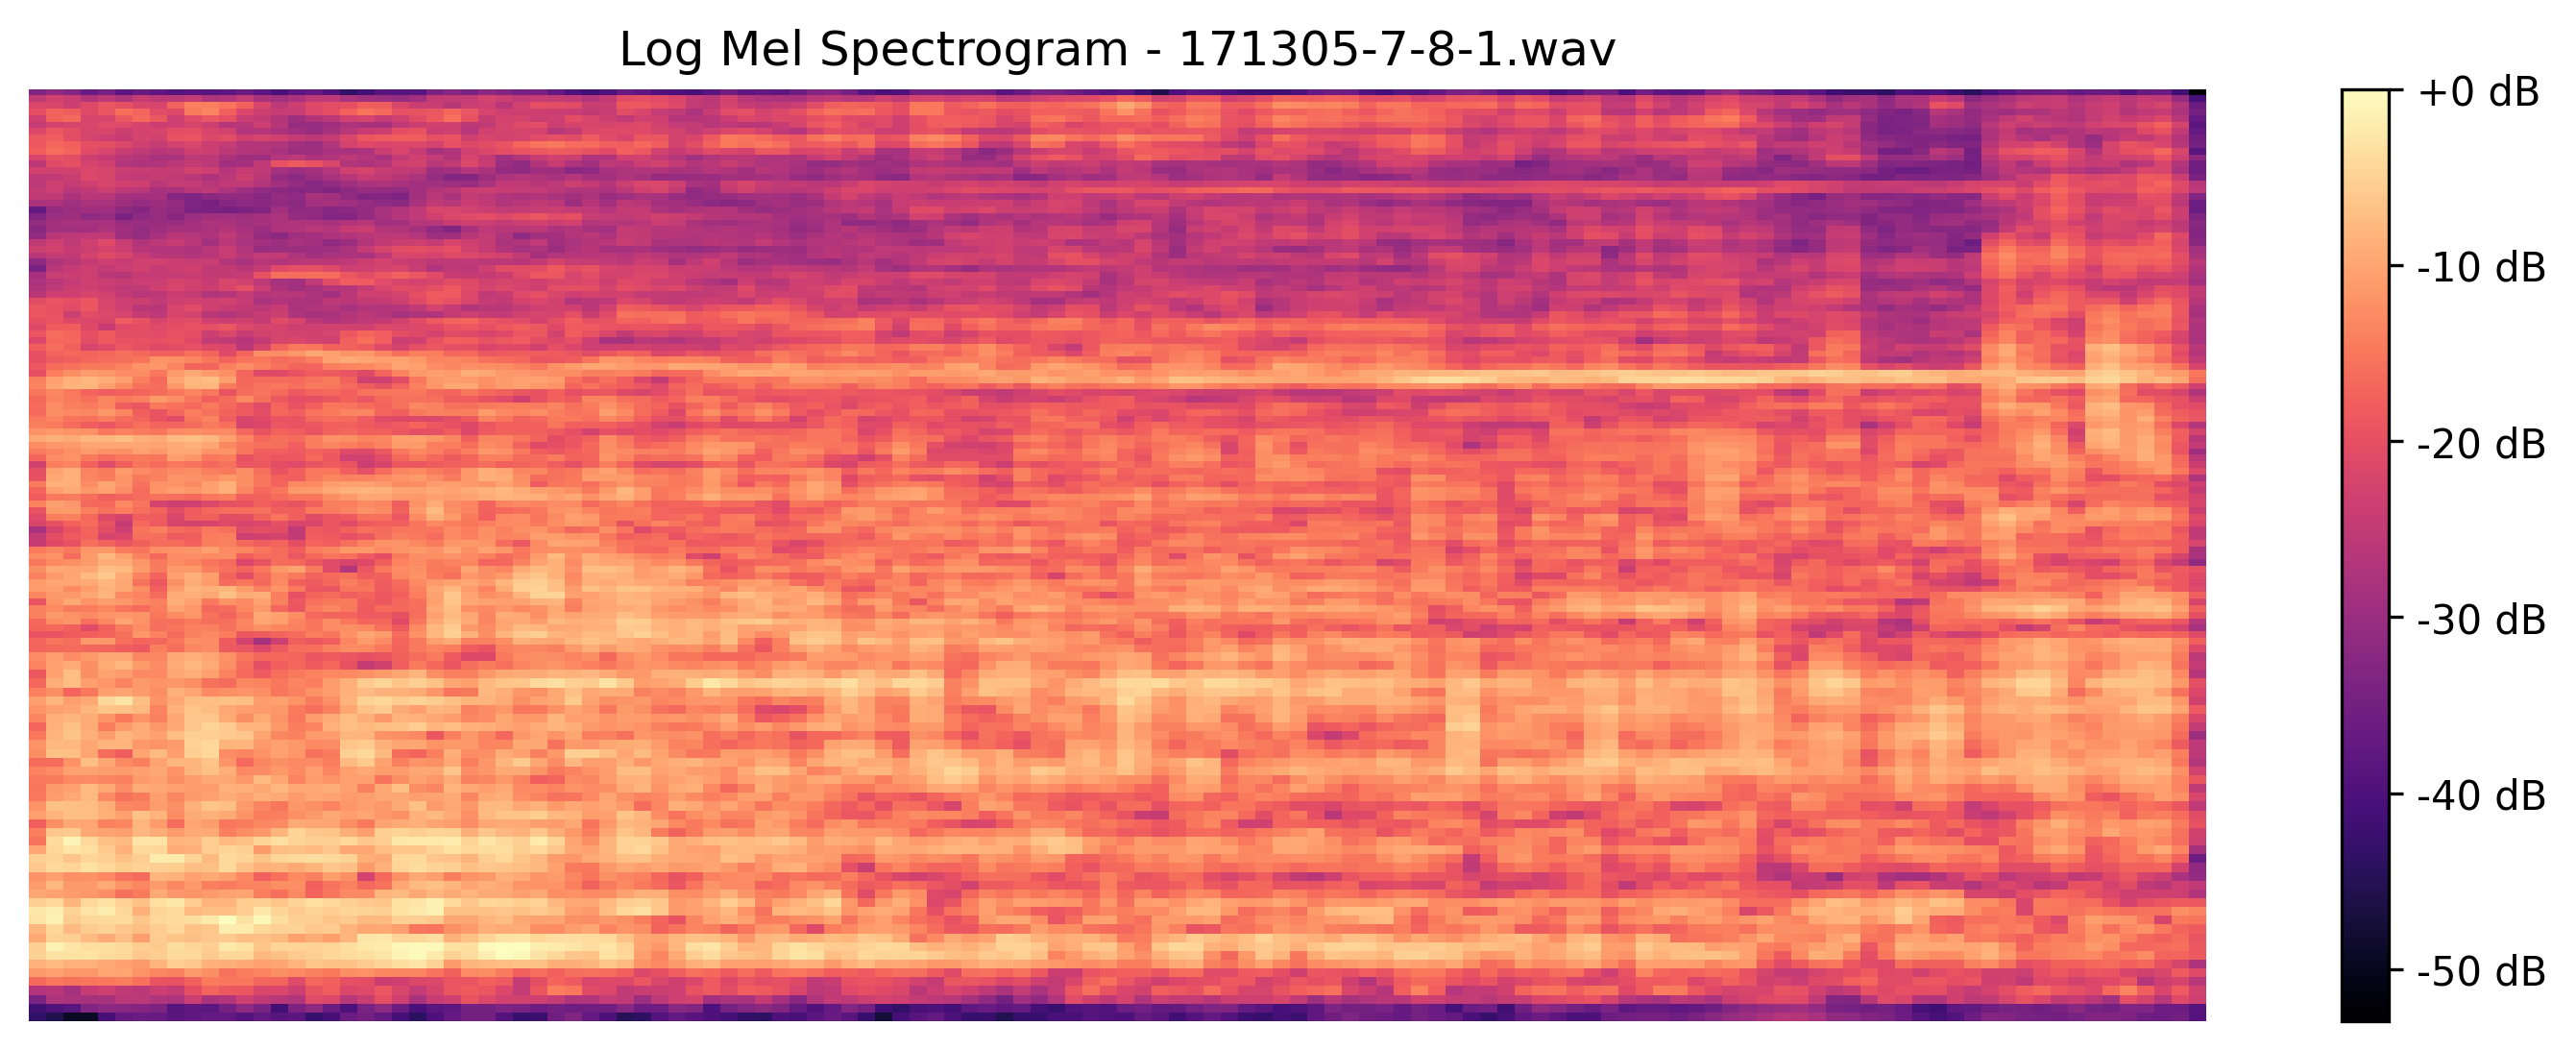 Log Mel Spectrogram - 171305-7-8-1.wav
+0 dB
-10 dB
-20 dB
-30 dB
-40 dB
-50 dB